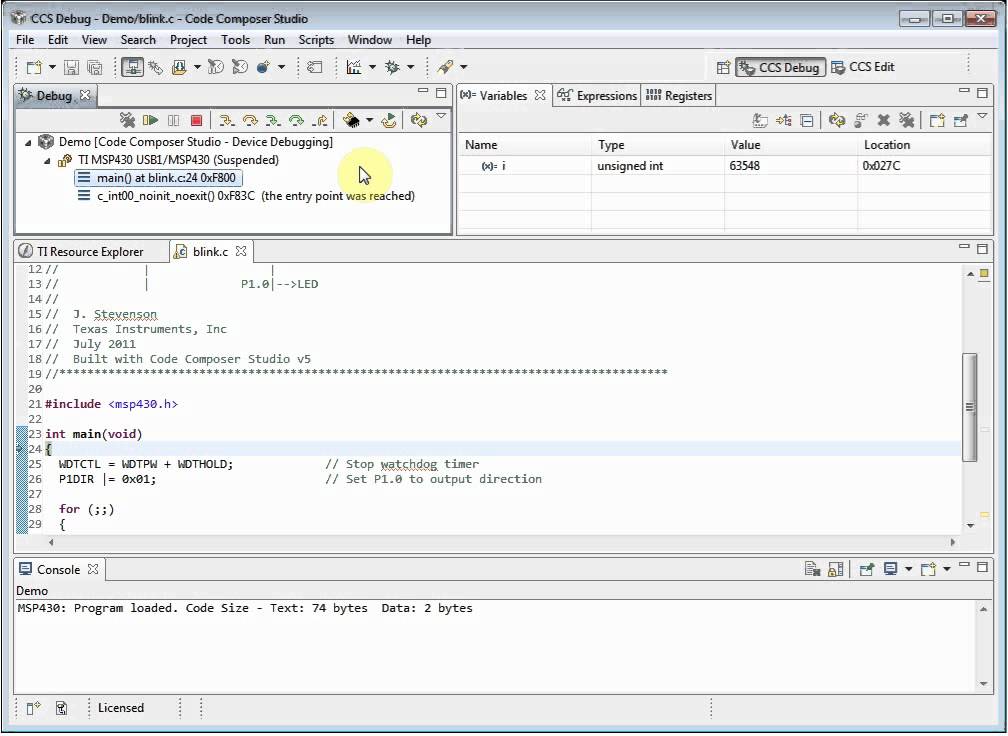 CCS Debug - Demo/blink.c - Code Composer Studio
File Edit View Search Project Tools Run Scripts Window Help
CCS Debug CCS Edit
Debug
Demo [Code Composer Studio - Device Debugging]
TI MSP430 USB1/MSP430 (Suspended)
main() at blink.c:24 0xF800
c_int00_noinit_noexit() 0xF83C (the entry point was reached)
(x)= Variables Expressions 1010 0101 Registers
Name Type Value Location
(x)= i unsigned int 63548 0x027C
TI Resource Explorer blink.c
12 // | |
13 // | P1.0|-->LED
14 //
15 // J. Stevenson
16 // Texas Instruments, Inc
17 // July 2011
18 // Built with Code Composer Studio v5
19 //***************************************************************************************
20
21 #include <msp430.h>
22
23 int main(void)
24 {
25 WDTCTL = WDTPW + WDTHOLD; // Stop watchdog timer
26 P1DIR |= 0x01; // Set P1.0 to output direction
27
28 for (;;)
29 {
Console
Demo
MSP430: Program loaded. Code Size - Text: 74 bytes Data: 2 bytes
Licensed